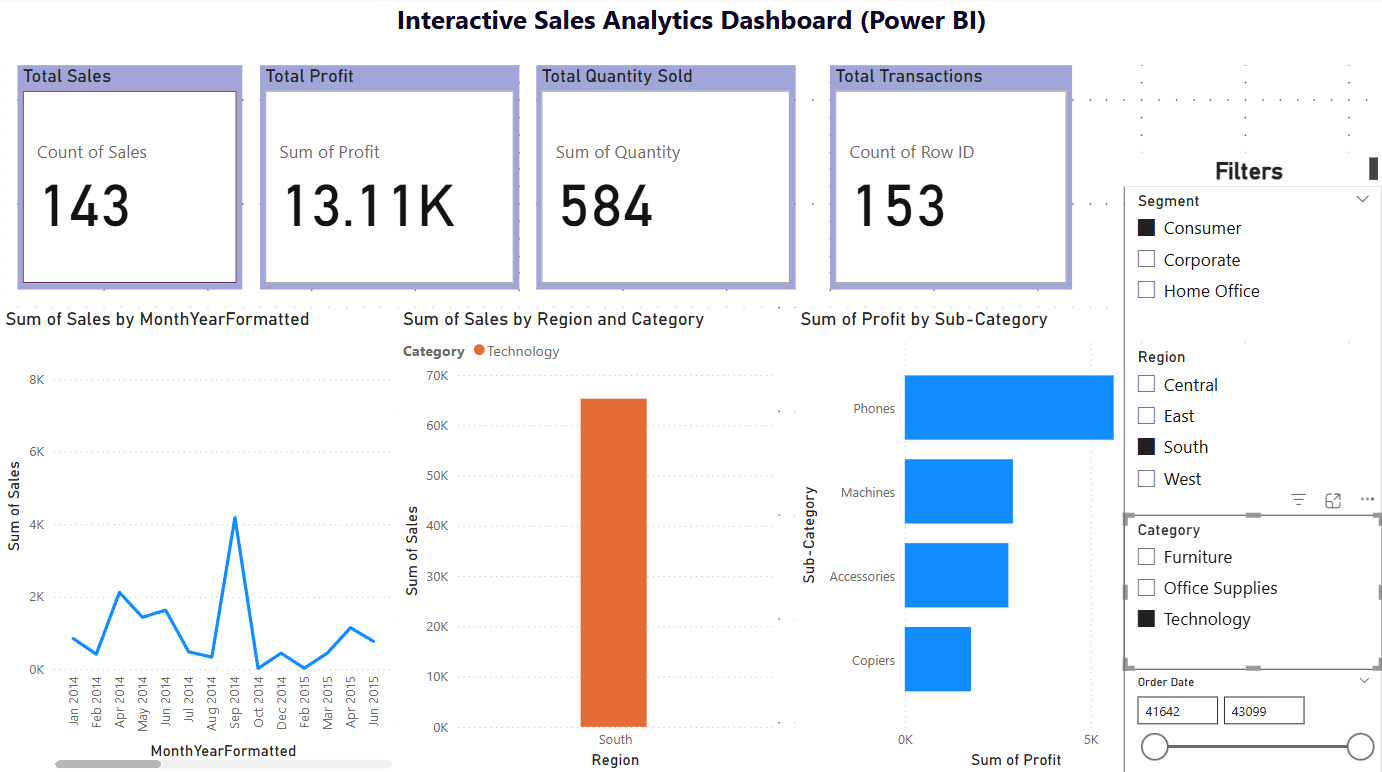 Interactive Sales Analytics Dashboard (Power BI)
Total Sales
Count of Sales
143
Total Profit
Sum of Profit
13.11K
Total Quantity Sold
Sum of Quantity
584
Total Transactions
Count of Row ID
153
Filters
Segment
Consumer
Corporate
Home Office
Region
Central
East
South
West
Category
Furniture
Office Supplies
Technology
Order Date
41642
43099
Sum of Sales by MonthYearFormatted
Sum of Sales
8K
6K
4K
2K
0K
Jan 2014
Feb 2014
Apr 2014
May 2014
Jun 2014
Jul 2014
Aug 2014
Sep 2014
Oct 2014
Dec 2014
Feb 2015
Mar 2015
Apr 2015
Jun 2015
MonthYearFormatted
Sum of Sales by Region and Category
Category Technology
Sum of Sales
70K
60K
50K
40K
30K
20K
10K
0K
South
Region
Sum of Profit by Sub-Category
Sub-Category
Phones
Machines
Accessories
Copiers
0K
5K
Sum of Profit